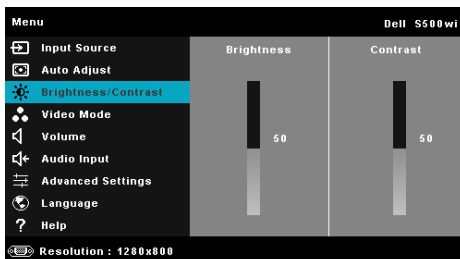 Menu Dell S500wi
Input Source
Auto Adjust
Brightness/Contrast
Video Mode
Volume
Audio Input
Advanced Settings
Language
? Help
Brightness Contrast
50 50
Resolution : 1280x800